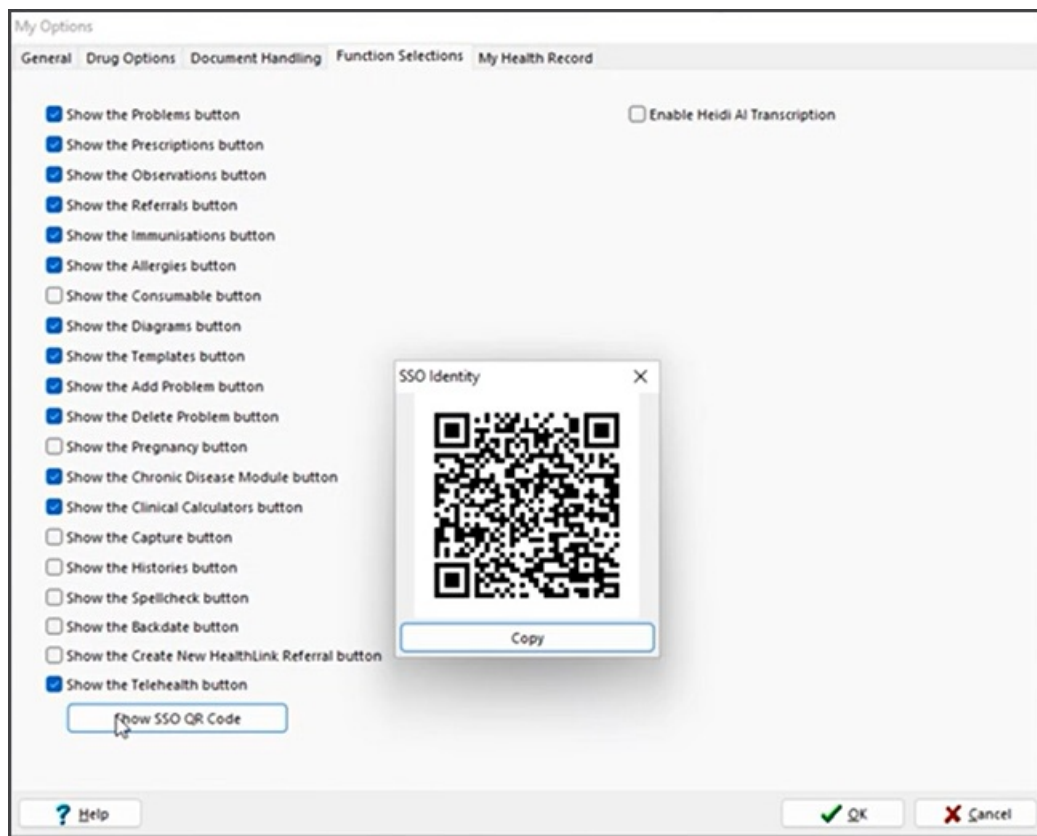 My Options
General Drug Options Document Handling Function Selections My Health Record
Show the Problems button
Enable Heidi AI Transcription
Show the Prescriptions button
Show the Observations button
Show the Referrals button
Show the Immunisations button
Show the Allergies button
Show the Consumable button
Show the Diagrams button
Show the Templates button
Show the Add Problem button
Show the Delete Problem button
Show the Pregnancy button
Show the Chronic Disease Module button
Show the Clinical Calculators button
Show the Capture button
Show the Histories button
Show the Spellcheck button
Show the Backdate button
Show the Create New HealthLink Referral button
Show the Telehealth button
Show SSO QR Code
SSO Identity
Copy
Help
OK
Cancel